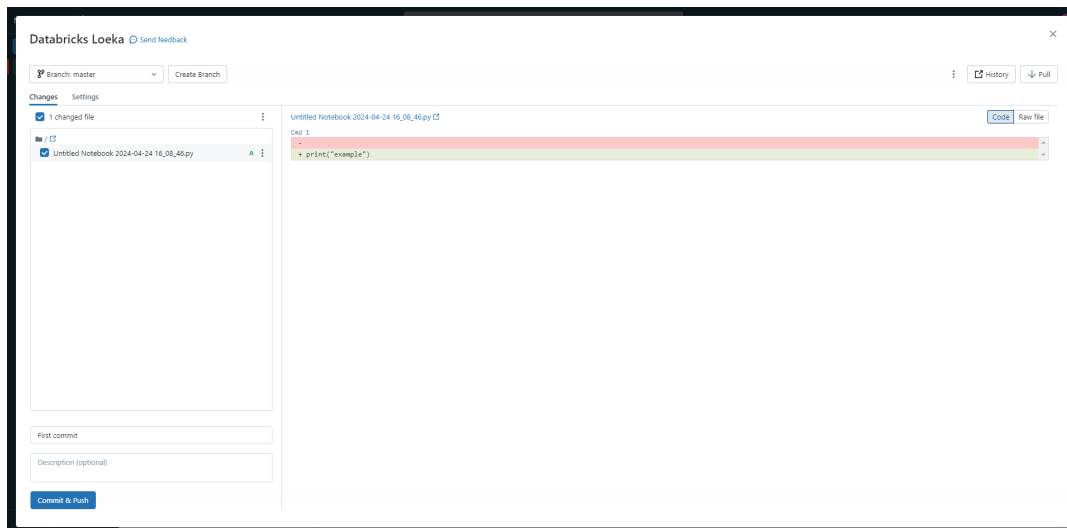 Databricks Loeka Send feedback
Branch: master Create Branch History Pull
Changes Settings
1 changed file
/
Untitled Notebook 2024-04-24 16_08_46.py A
First commit
Description (optional)
Commit & Push
Untitled Notebook 2024-04-24 16_08_46.py Code Raw file
Cmd 1
-
+ print("example")